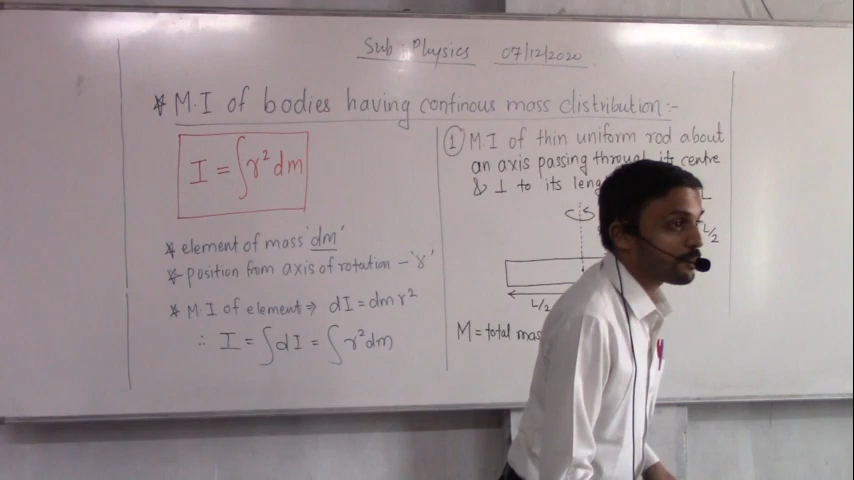 Sub : Physics 07/12/2020
* M.I of bodies having continous mass distribution :-
I = ∫r²dm
* element of mass 'dm'
* position from axis of rotation - 'r'
* M.I of element ⇒ dI = dm r²
∴ I = ∫dI = ∫r²dm
① M.I of thin uniform rod about
an axis passing through its centre
& ⊥ to its
L
L/2
L/2
M = total